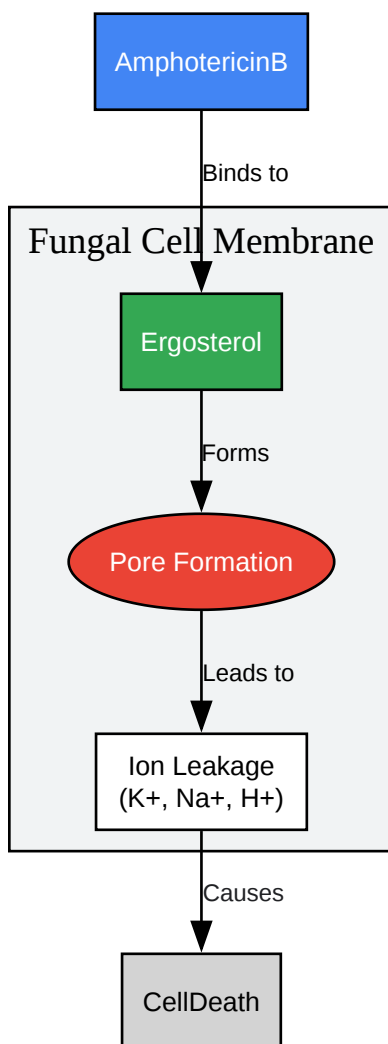 AmphotericinB
Binds to
Fungal Cell Membrane
Ergosterol
Forms
Pore Formation
Leads to
Ion Leakage
(K+, Na+, H+)
Causes
CellDeath